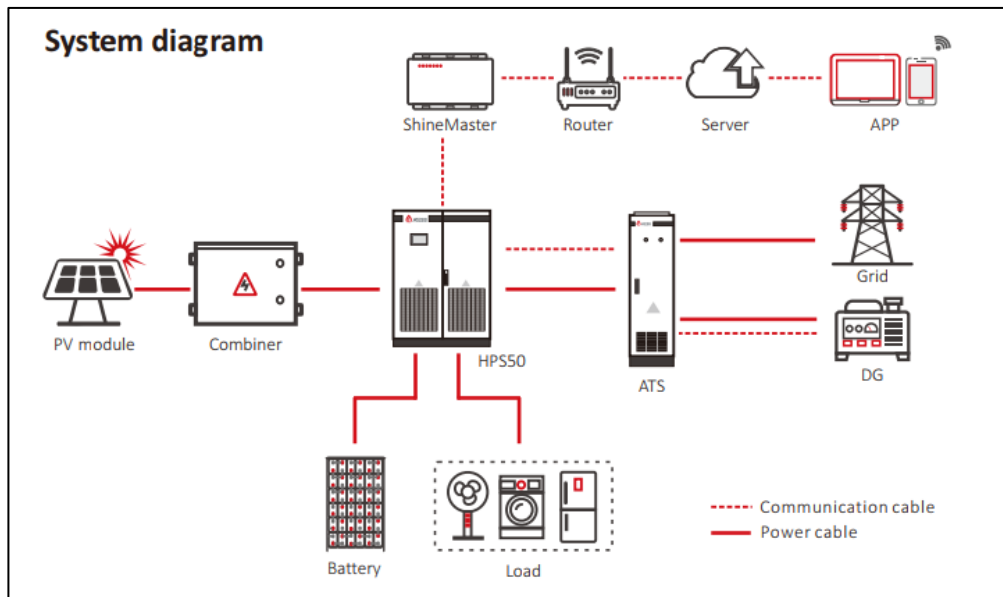 System diagram
ShineMaster
Router
Server
APP
PV module
Combiner
HPS50
ATS
Grid
DG
Battery
Load
Communication cable
Power cable